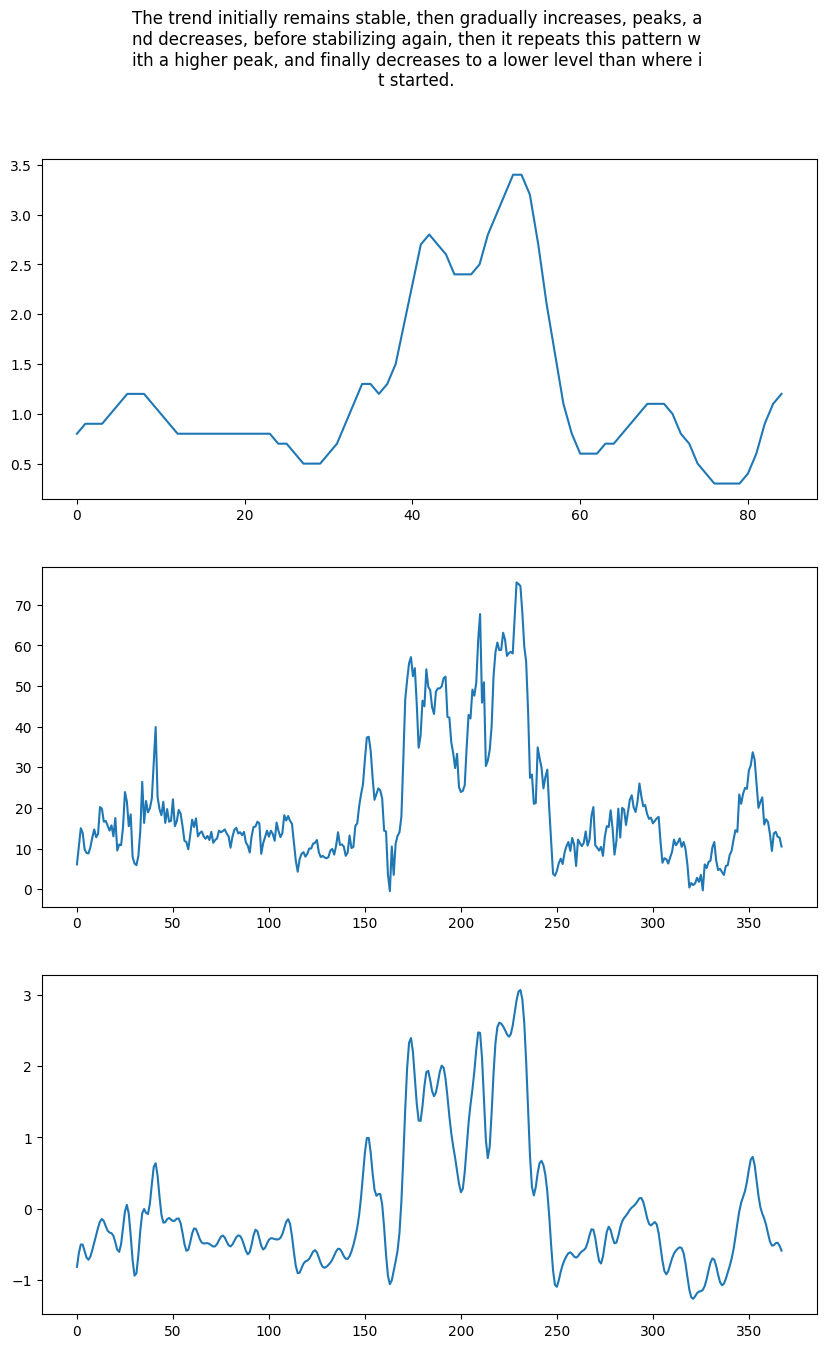 The trend initially remains stable, then gradually increases, peaks, a
nd decreases, before stabilizing again, then it repeats this pattern w
ith a higher peak, and finally decreases to a lower level than where i
t started.
3.5
3.0
2.5
2.0
1.5
1.0
0.5
0 20 40 60 80
70
60
50
40
30
20
10
0
0 50 100 150 200 250 300 350
3
2
1
0
−1
0 50 100 150 200 250 300 350